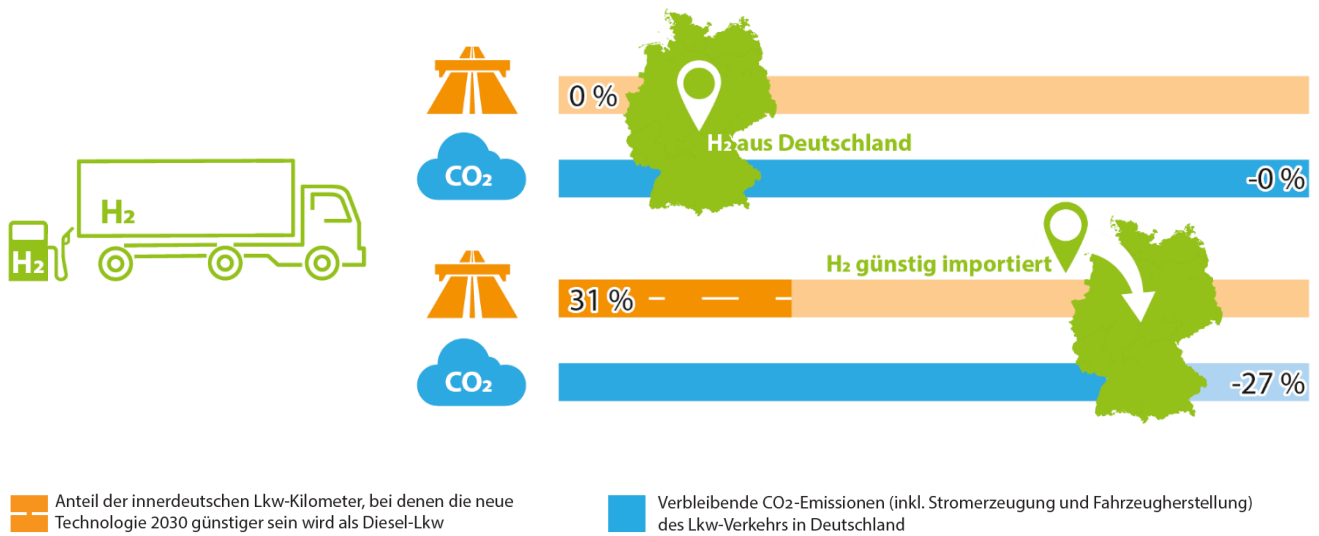 0 %
H₂ aus Deutschland
CO₂
-0 %
H₂
H₂
H₂ günstig importiert
31 %
CO₂
-27 %
Anteil der innerdeutschen Lkw-Kilometer, bei denen die neue
Technologie 2030 günstiger sein wird als Diesel-Lkw
Verbleibende CO₂-Emissionen (inkl. Stromerzeugung und Fahrzeugherstellung)
des Lkw-Verkehrs in Deutschland